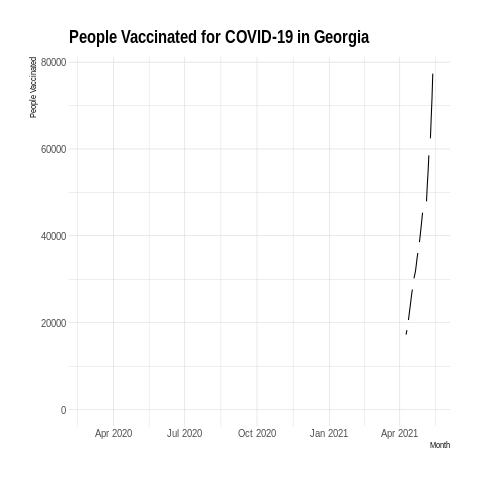 People Vaccinated for COVID-19 in Georgia
People Vaccinated
80000
60000
40000
20000
0
Apr 2020 Jul 2020 Oct 2020 Jan 2021 Apr 2021
Month